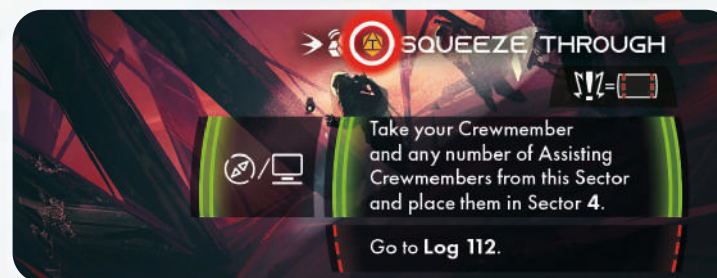 SQUEEZE THROUGH
=
/
Take your Crewmember
and any number of Assisting
Crewmembers from this Sector
and place them in Sector 4.
Go to Log 112.